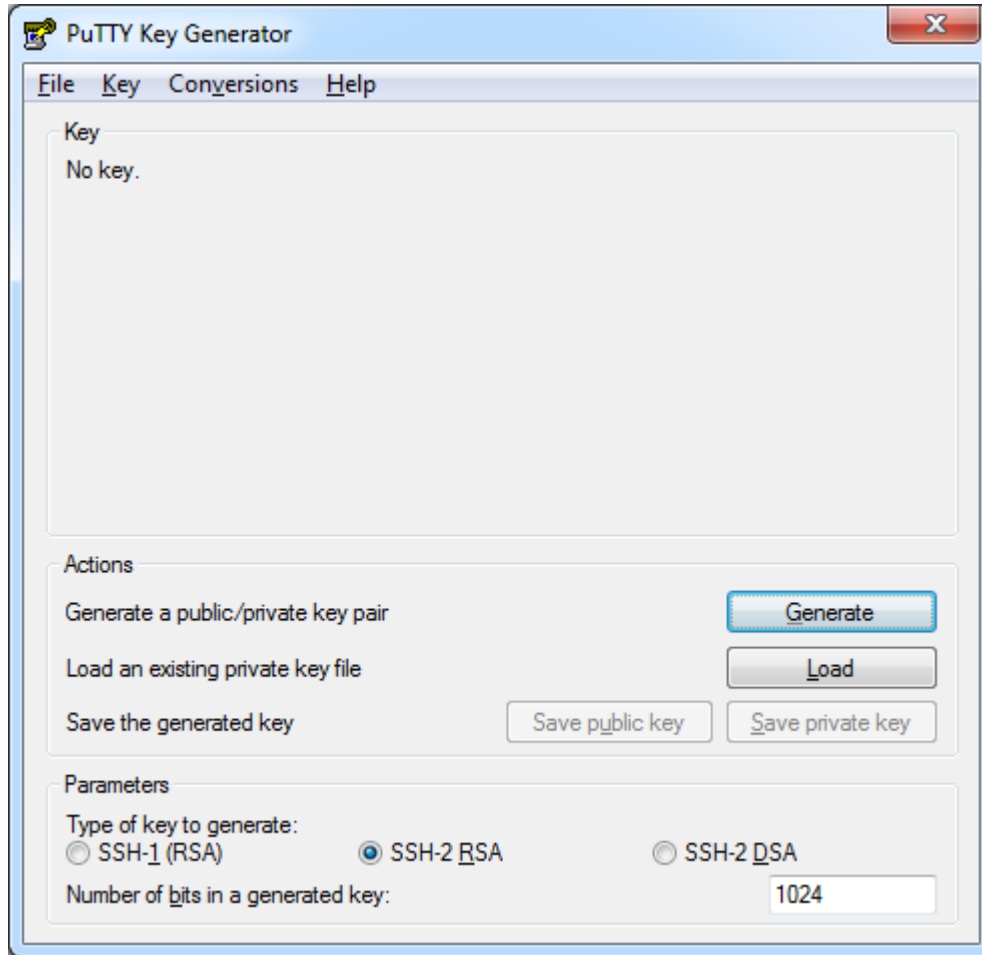 PuTTY Key Generator
File Key Conversions Help
Key
No key.
Actions
Generate a public/private key pair Generate
Load an existing private key file Load
Save the generated key Save public key Save private key
Parameters
Type of key to generate:
SSH-1 (RSA) SSH-2 RSA SSH-2 DSA
Number of bits in a generated key: 1024